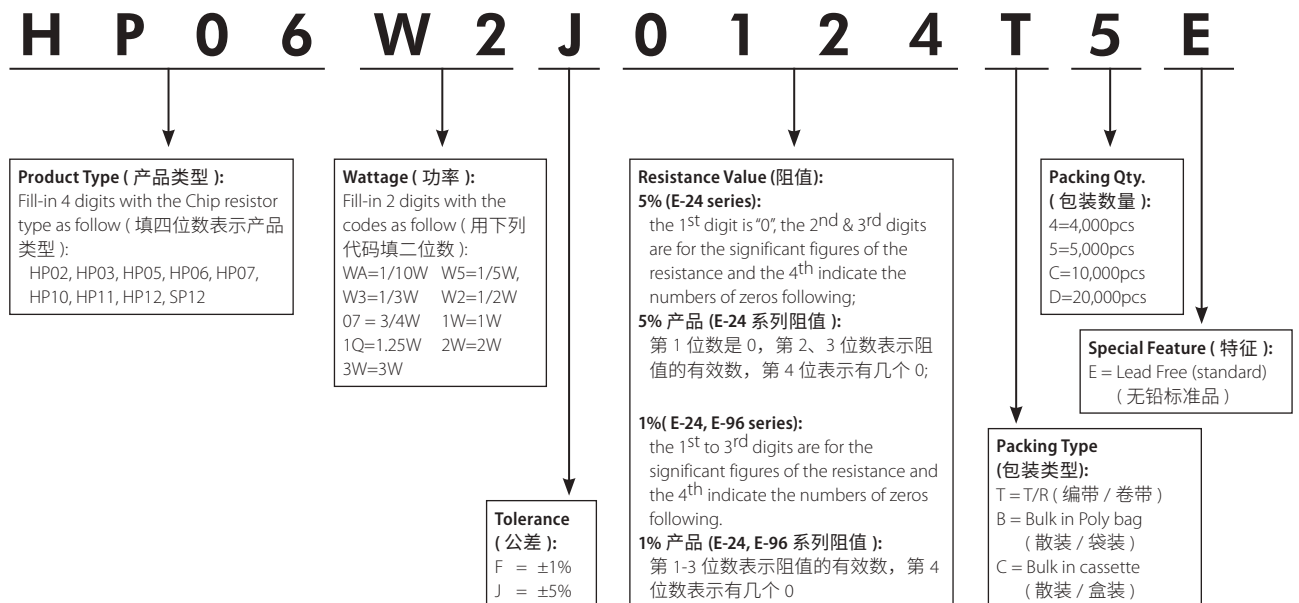 H P 0 6 W 2 J 0 1 2 4 T 5 E
Product Type ( 产品类型 ):
Fill-in 4 digits with the Chip resistor
type as follow ( 填四位数表示产品
类型 ):
HP02, HP03, HP05, HP06, HP07,
HP10, HP11, HP12, SP12
Wattage ( 功率 ):
Fill-in 2 digits with the
codes as follow ( 用下列
代码填二位数 ):
WA=1/10W W5=1/5W,
W3=1/3W W2=1/2W
07 = 3/4W 1W=1W
1Q=1.25W 2W=2W
3W=3W
Tolerance
( 公差 ):
F = ±1%
J = ±5%
Resistance Value (阻值):
5% (E-24 series):
the 1st digit is “0”, the 2nd & 3rd digits
are for the significant figures of the
resistance and the 4th indicate the
numbers of zeros following;
5% 产品 (E-24 系列阻值 ):
第 1 位数是 0，第 2、3 位数表示阻
值的有效数，第 4 位表示有几个 0;
1%( E-24, E-96 series):
the 1st to 3rd digits are for the
significant figures of the resistance and
the 4th indicate the numbers of zeros
following.
1% 产品 (E-24, E-96 系列阻值 ):
第 1-3 位数表示阻值的有效数，第 4
位数表示有几个 0
Packing Type
(包装类型):
T = T/R ( 编带 / 卷带 )
B = Bulk in Poly bag
( 散装 / 袋装 )
C = Bulk in cassette
( 散装 / 盒装 )
Packing Qty.
( 包装数量 ):
4=4,000pcs
5=5,000pcs
C=10,000pcs
D=20,000pcs
Special Feature ( 特征 ):
E = Lead Free (standard)
( 无铅标准品 )